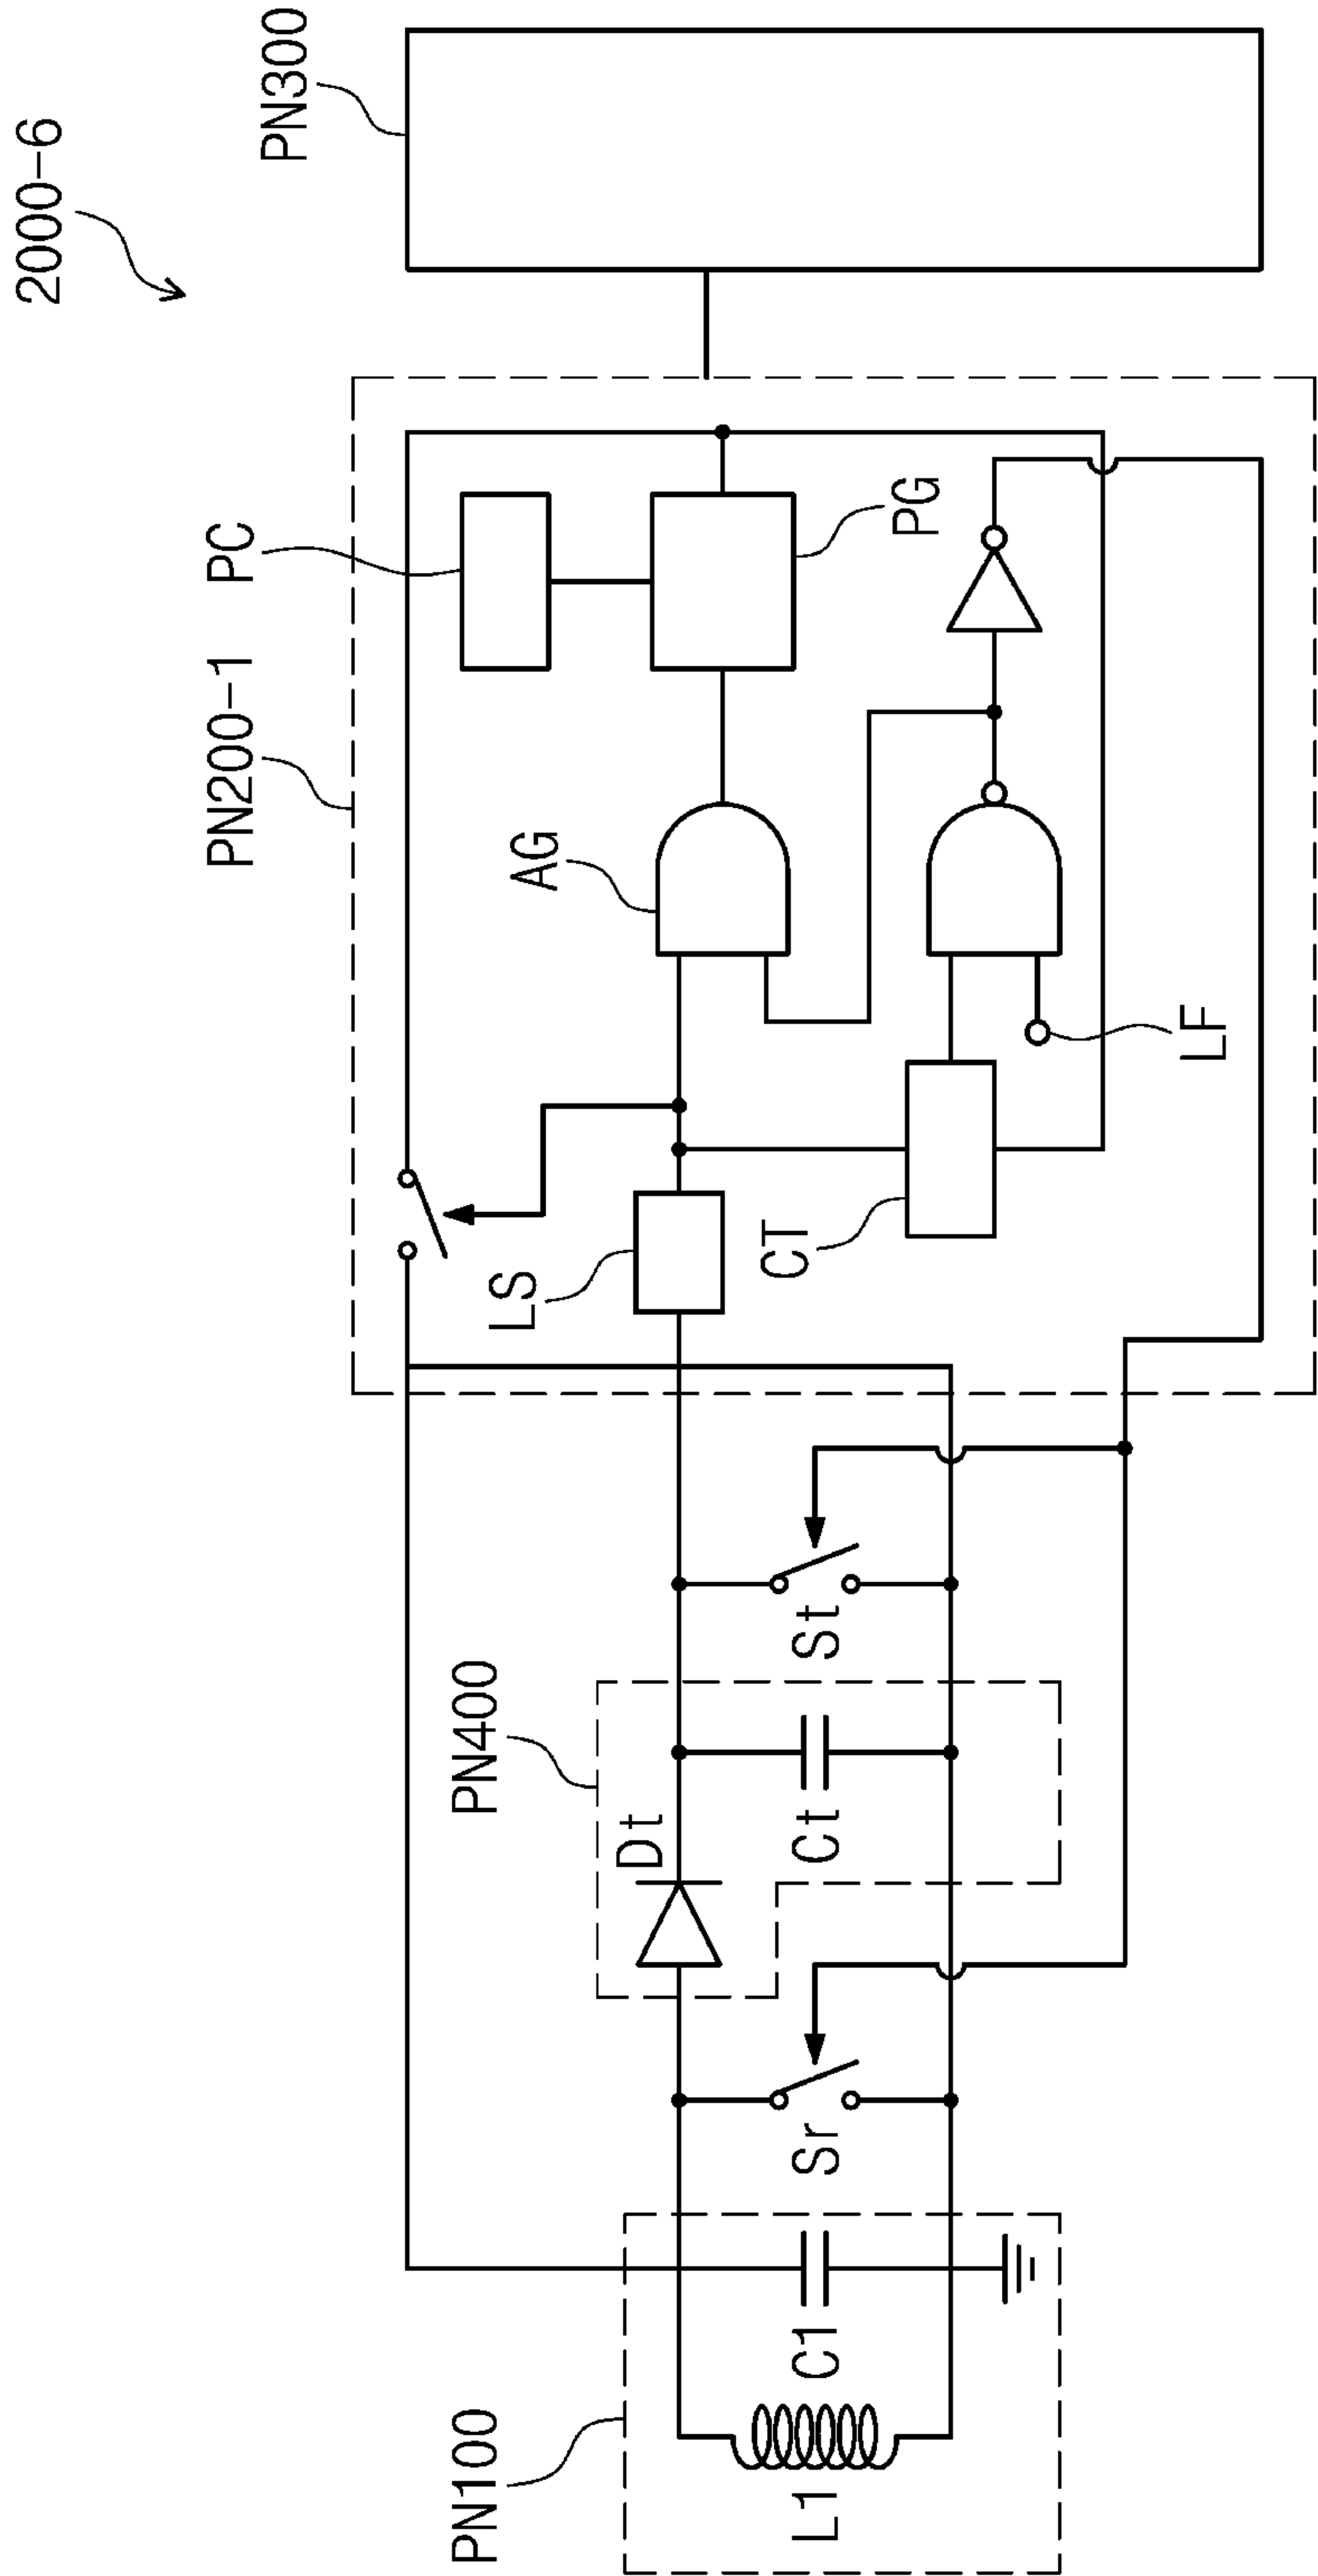 2000-6
PN300
PN200-1
PC
PG
AG
LF
LS
CT
PN400
Dt
St
Ct
Sr
PN100
C1
L1